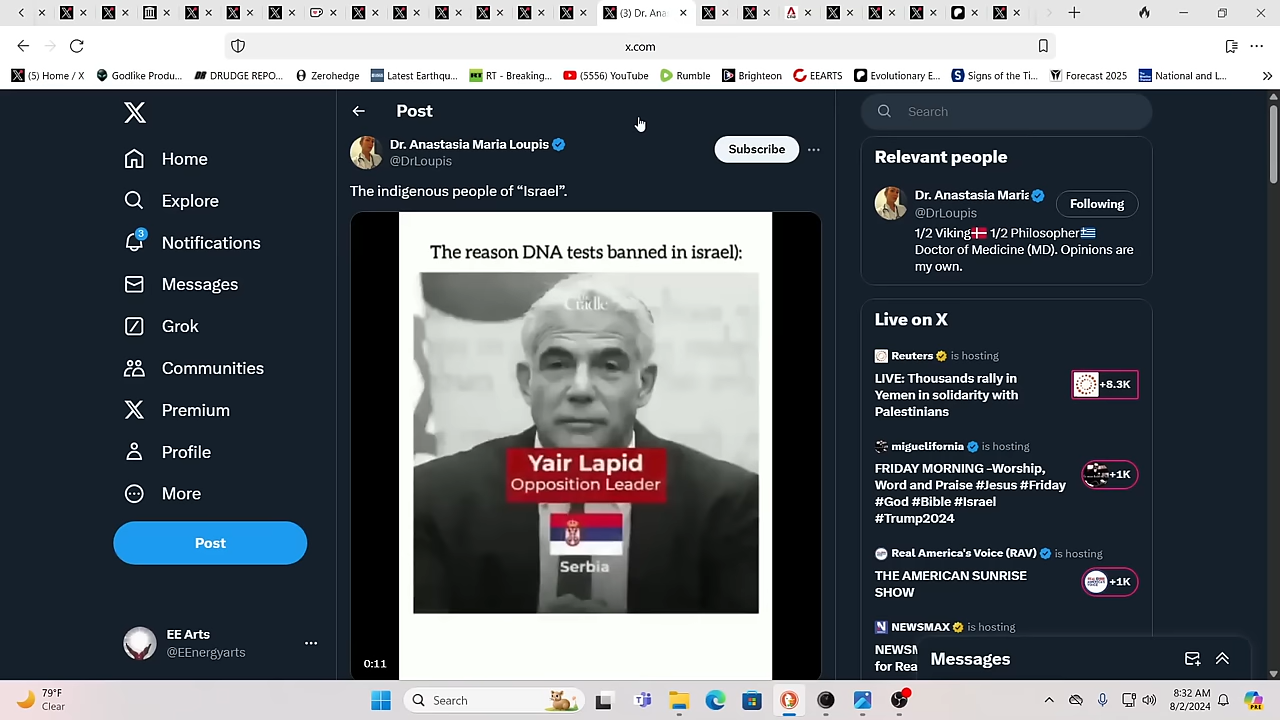 (3) Dr. Ana
x.com
(5) Home / X
Godlike Produ...
DRUDGE REPO...
Zerohedge
Latest Earthqu...
RT - Breaking...
(5556) YouTube
Rumble
Brighteon
EEARTS
Evolutionary E...
Signs of the Ti...
Forecast 2025
National and L...
Post
Search
Dr. Anastasia Maria Loupis
@DrLoupis
Subscribe
The indigenous people of “Israel”.
The reason DNA tests banned in israel):
Cradle
Yair Lapid
Opposition Leader
Serbia
0:11
Home
Explore
3
Notifications
Messages
Grok
Communities
Premium
Profile
More
Post
EE Arts
@EEnergyarts
Relevant people
Dr. Anastasia Maria
@DrLoupis
Following
1/2 Viking 1/2 Philosopher
Doctor of Medicine (MD). Opinions are
my own.
Live on X
Reuters is hosting
LIVE: Thousands rally in
Yemen in solidarity with
Palestinians
+8.3K
miguelifornia is hosting
FRIDAY MORNING -Worship,
Word and Praise #Jesus #Friday
#God #Bible #Israel
#Trump2024
+1K
Real America's Voice (RAV) is hosting
THE AMERICAN SUNRISE
SHOW
+1K
NEWSMAX is hosting
NEWSM
for Rea
Messages
79°F
Clear
Search
8:32 AM
8/2/2024
PRE